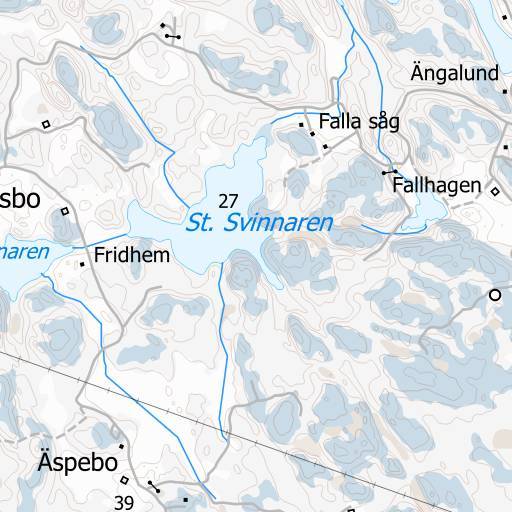 Ängalund
Falla såg
Fallhagen
sbo
27
St. Svinnaren
naren
Fridhem
Äspebo
39